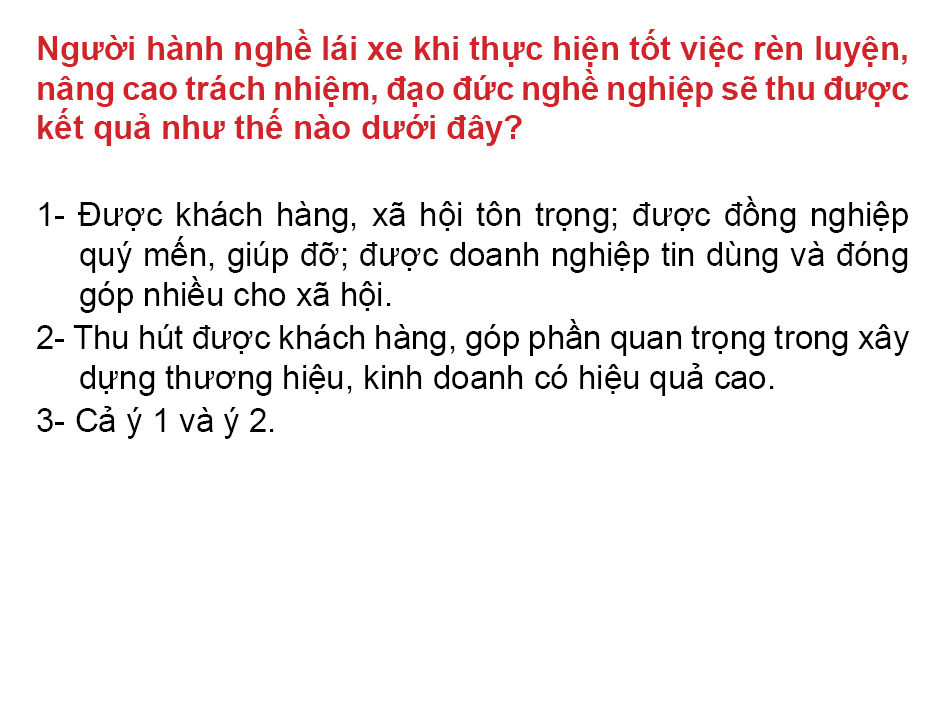 Người hành nghề lái xe khi thực hiện tốt việc rèn luyện,
nâng cao trách nhiệm, đạo đức nghề nghiệp sẽ thu được
kết quả như thế nào dưới đây?
1- Được khách hàng, xã hội tôn trọng; được đồng nghiệp
quý mến, giúp đỡ; được doanh nghiệp tin dùng và đóng
góp nhiều cho xã hội.
2- Thu hút được khách hàng, góp phần quan trọng trong xây
dựng thương hiệu, kinh doanh có hiệu quả cao.
3- Cả ý 1 và ý 2.